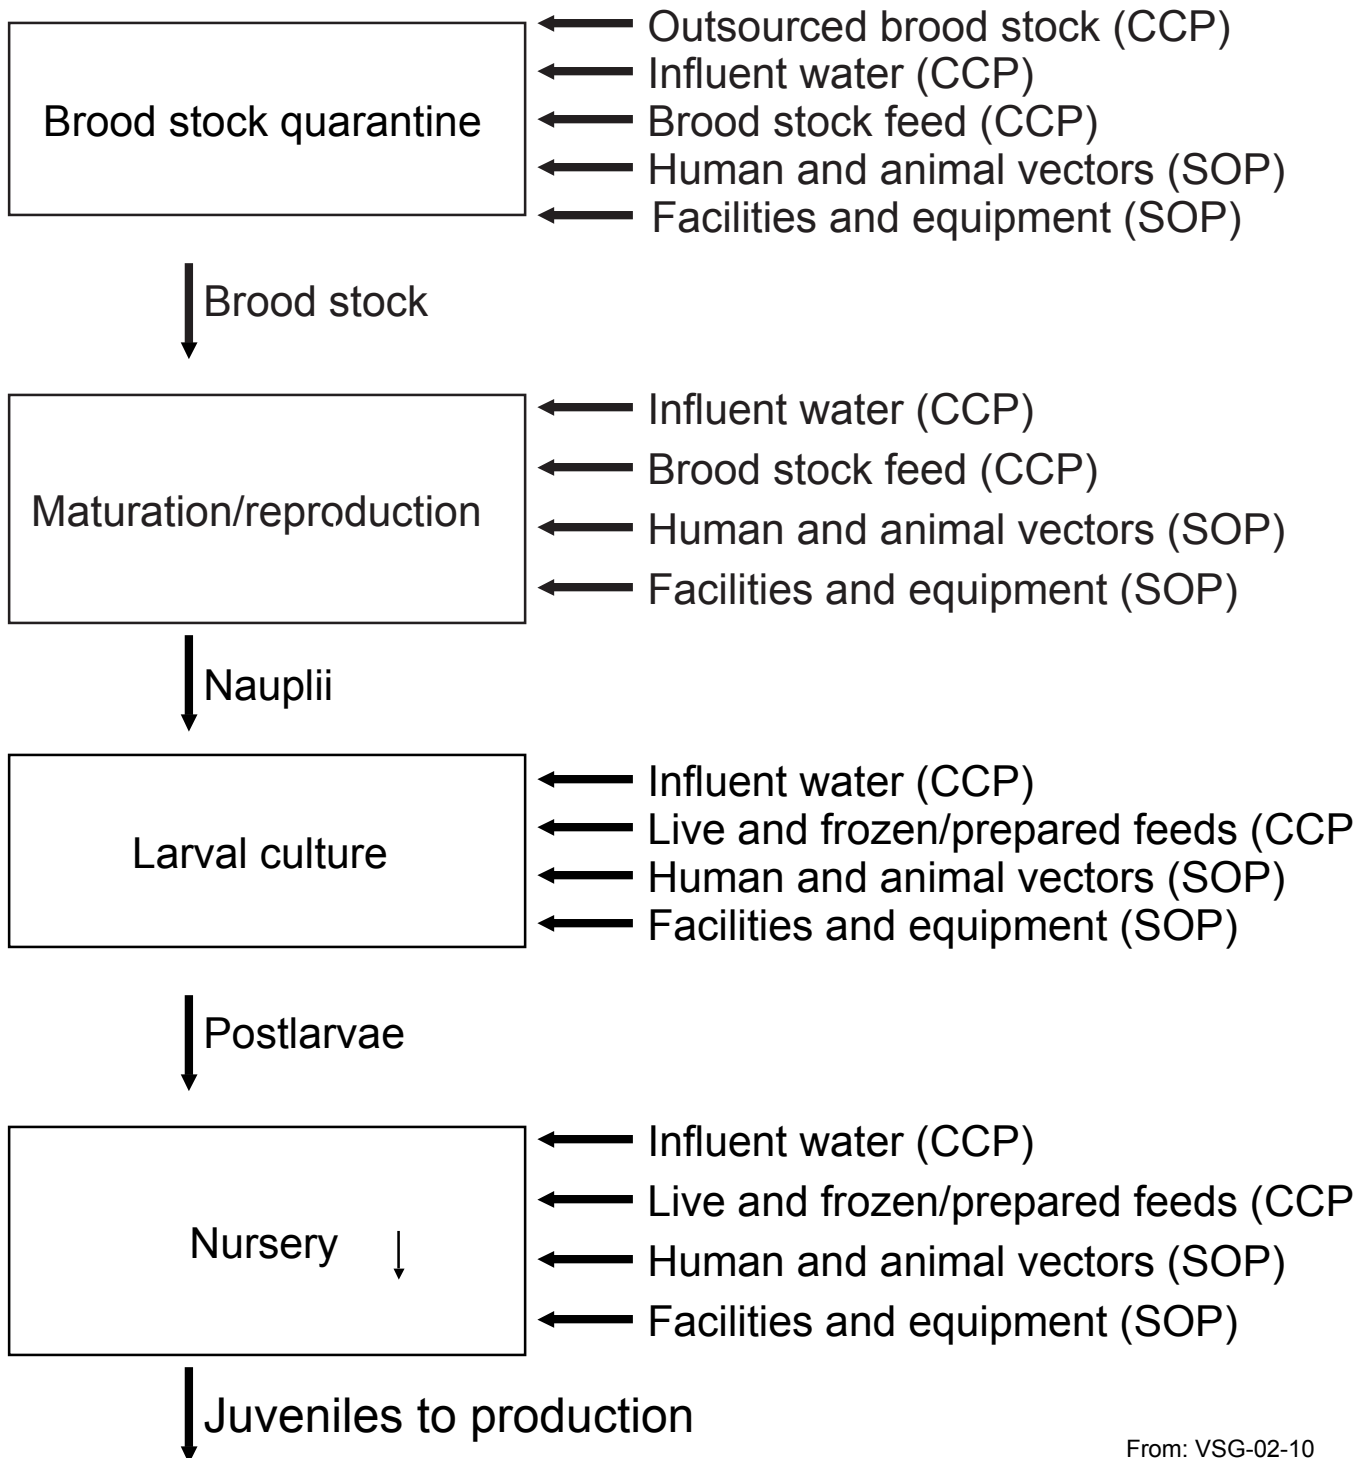 Outsourced brood stock (CCP)
Influent water (CCP)
Brood stock quarantine
Brood stock feed (CCP)
Human and animal vectors (SOP)
Facilities and equipment (SOP)
Brood stock
Influent water (CCP)
Brood stock feed (CCP)
Maturation/reproduction
Human and animal vectors (SOP)
Facilities and equipment (SOP)
Nauplii
Influent water (CCP)
Live and frozen/prepared feeds (CCP
Larval culture
Human and animal vectors (SOP)
Facilities and equipment (SOP)
Postlarvae
Influent water (CCP)
Live and frozen/prepared feeds (CCP
Nursery
Human and animal vectors (SOP)
Facilities and equipment (SOP)
Juveniles to production
From: VSG-02-10